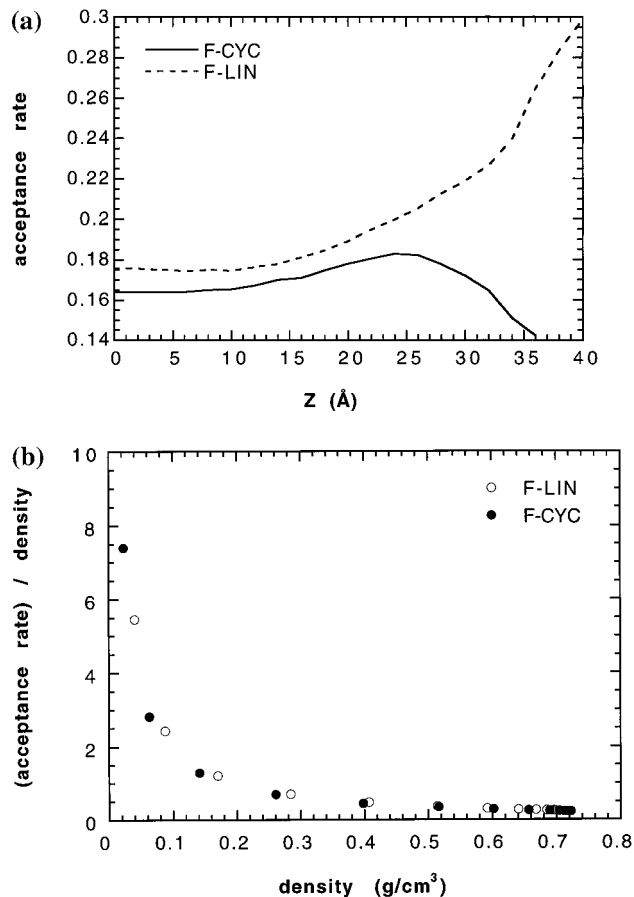 (a)
0.3
0.28
0.26
0.24
0.22
0.2
0.18
0.16
0.14
acceptance rate
F-CYC
F-LIN
0 5 10 15 20 25 30 35 40
Z (Å)
(b)
10
8
6
4
2
0
(acceptance rate) / density
F-LIN
F-CYC
0 0.1 0.2 0.3 0.4 0.5 0.6 0.7 0.8
density (g/cm³)